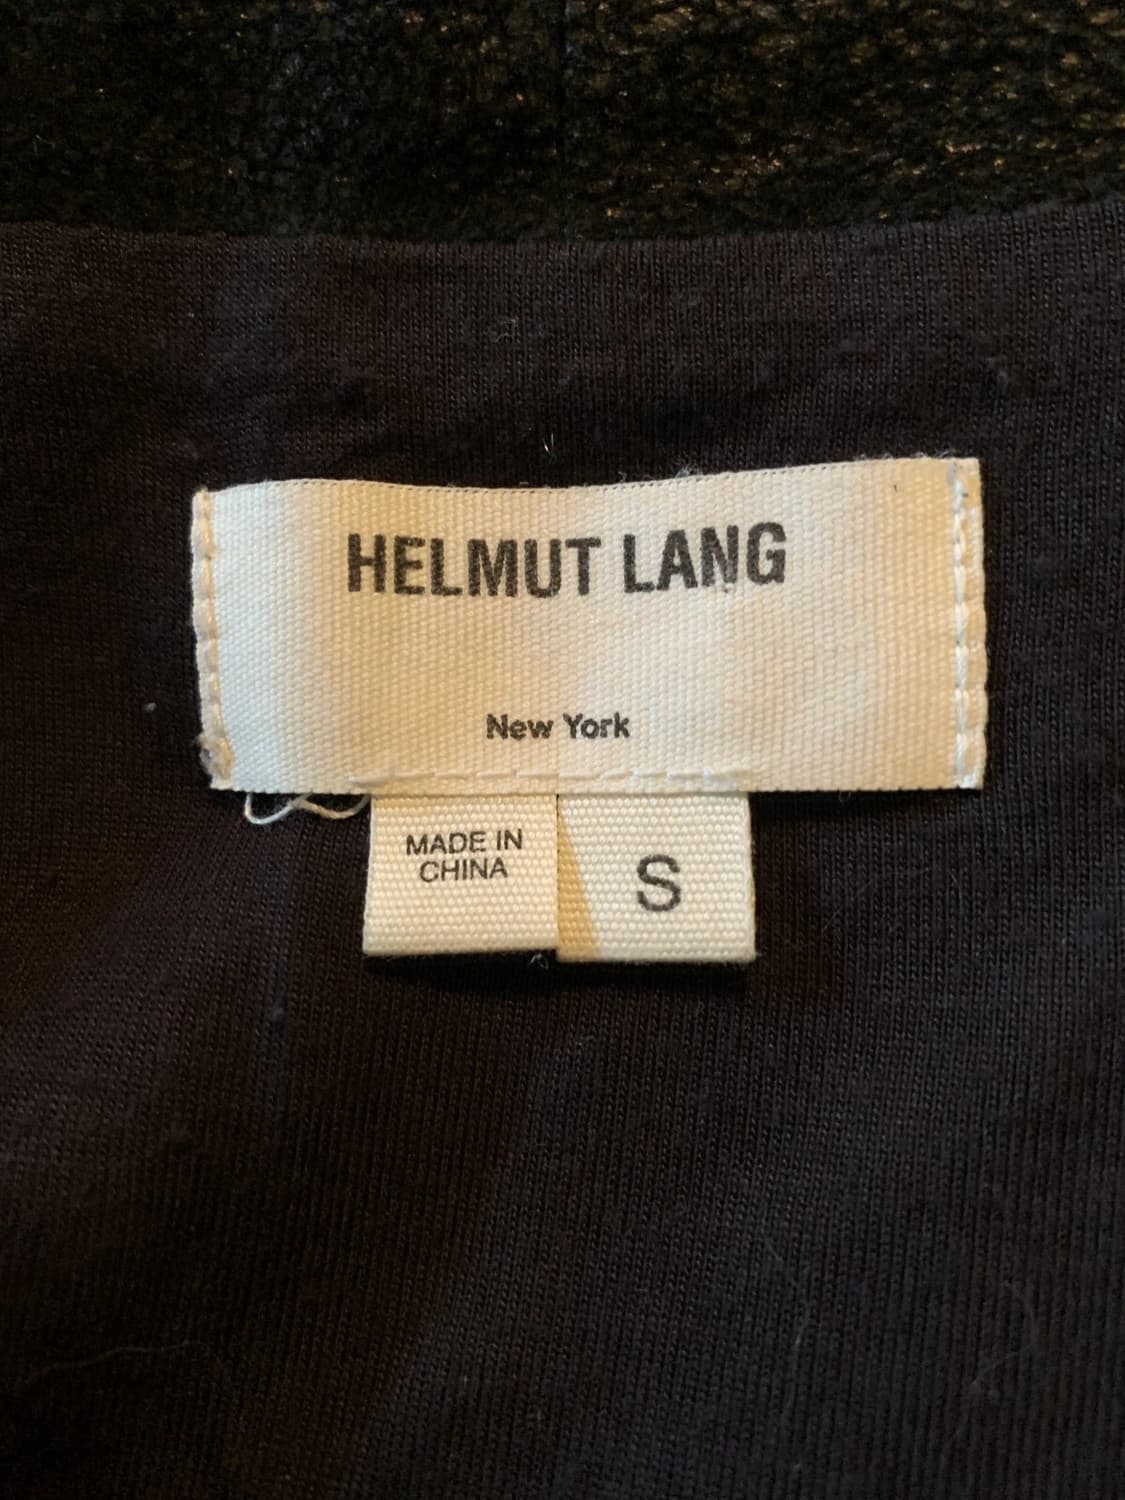 HELMUT LANG
New York
MADE IN
CHINA
S